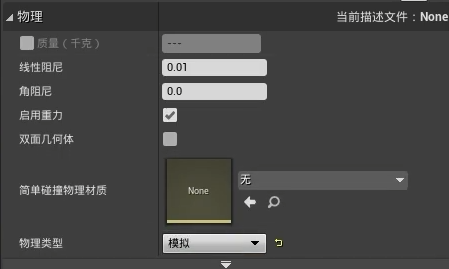 物理 当前描述文件：None
质量（千克） ---
线性阻尼 0.01
角阻尼 0.0
启用重力
双面几何体
简单碰撞物理材质 None 无
物理类型 模拟